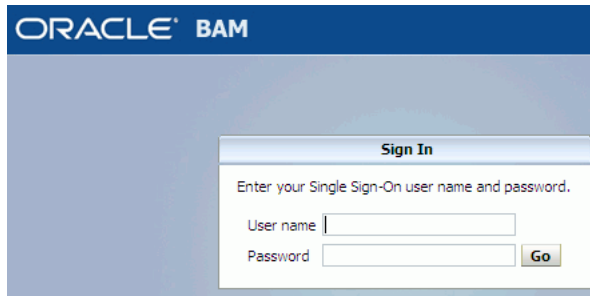 ORACLE BAM
Sign In
Enter your Single Sign-On user name and password.
User name
Password Go